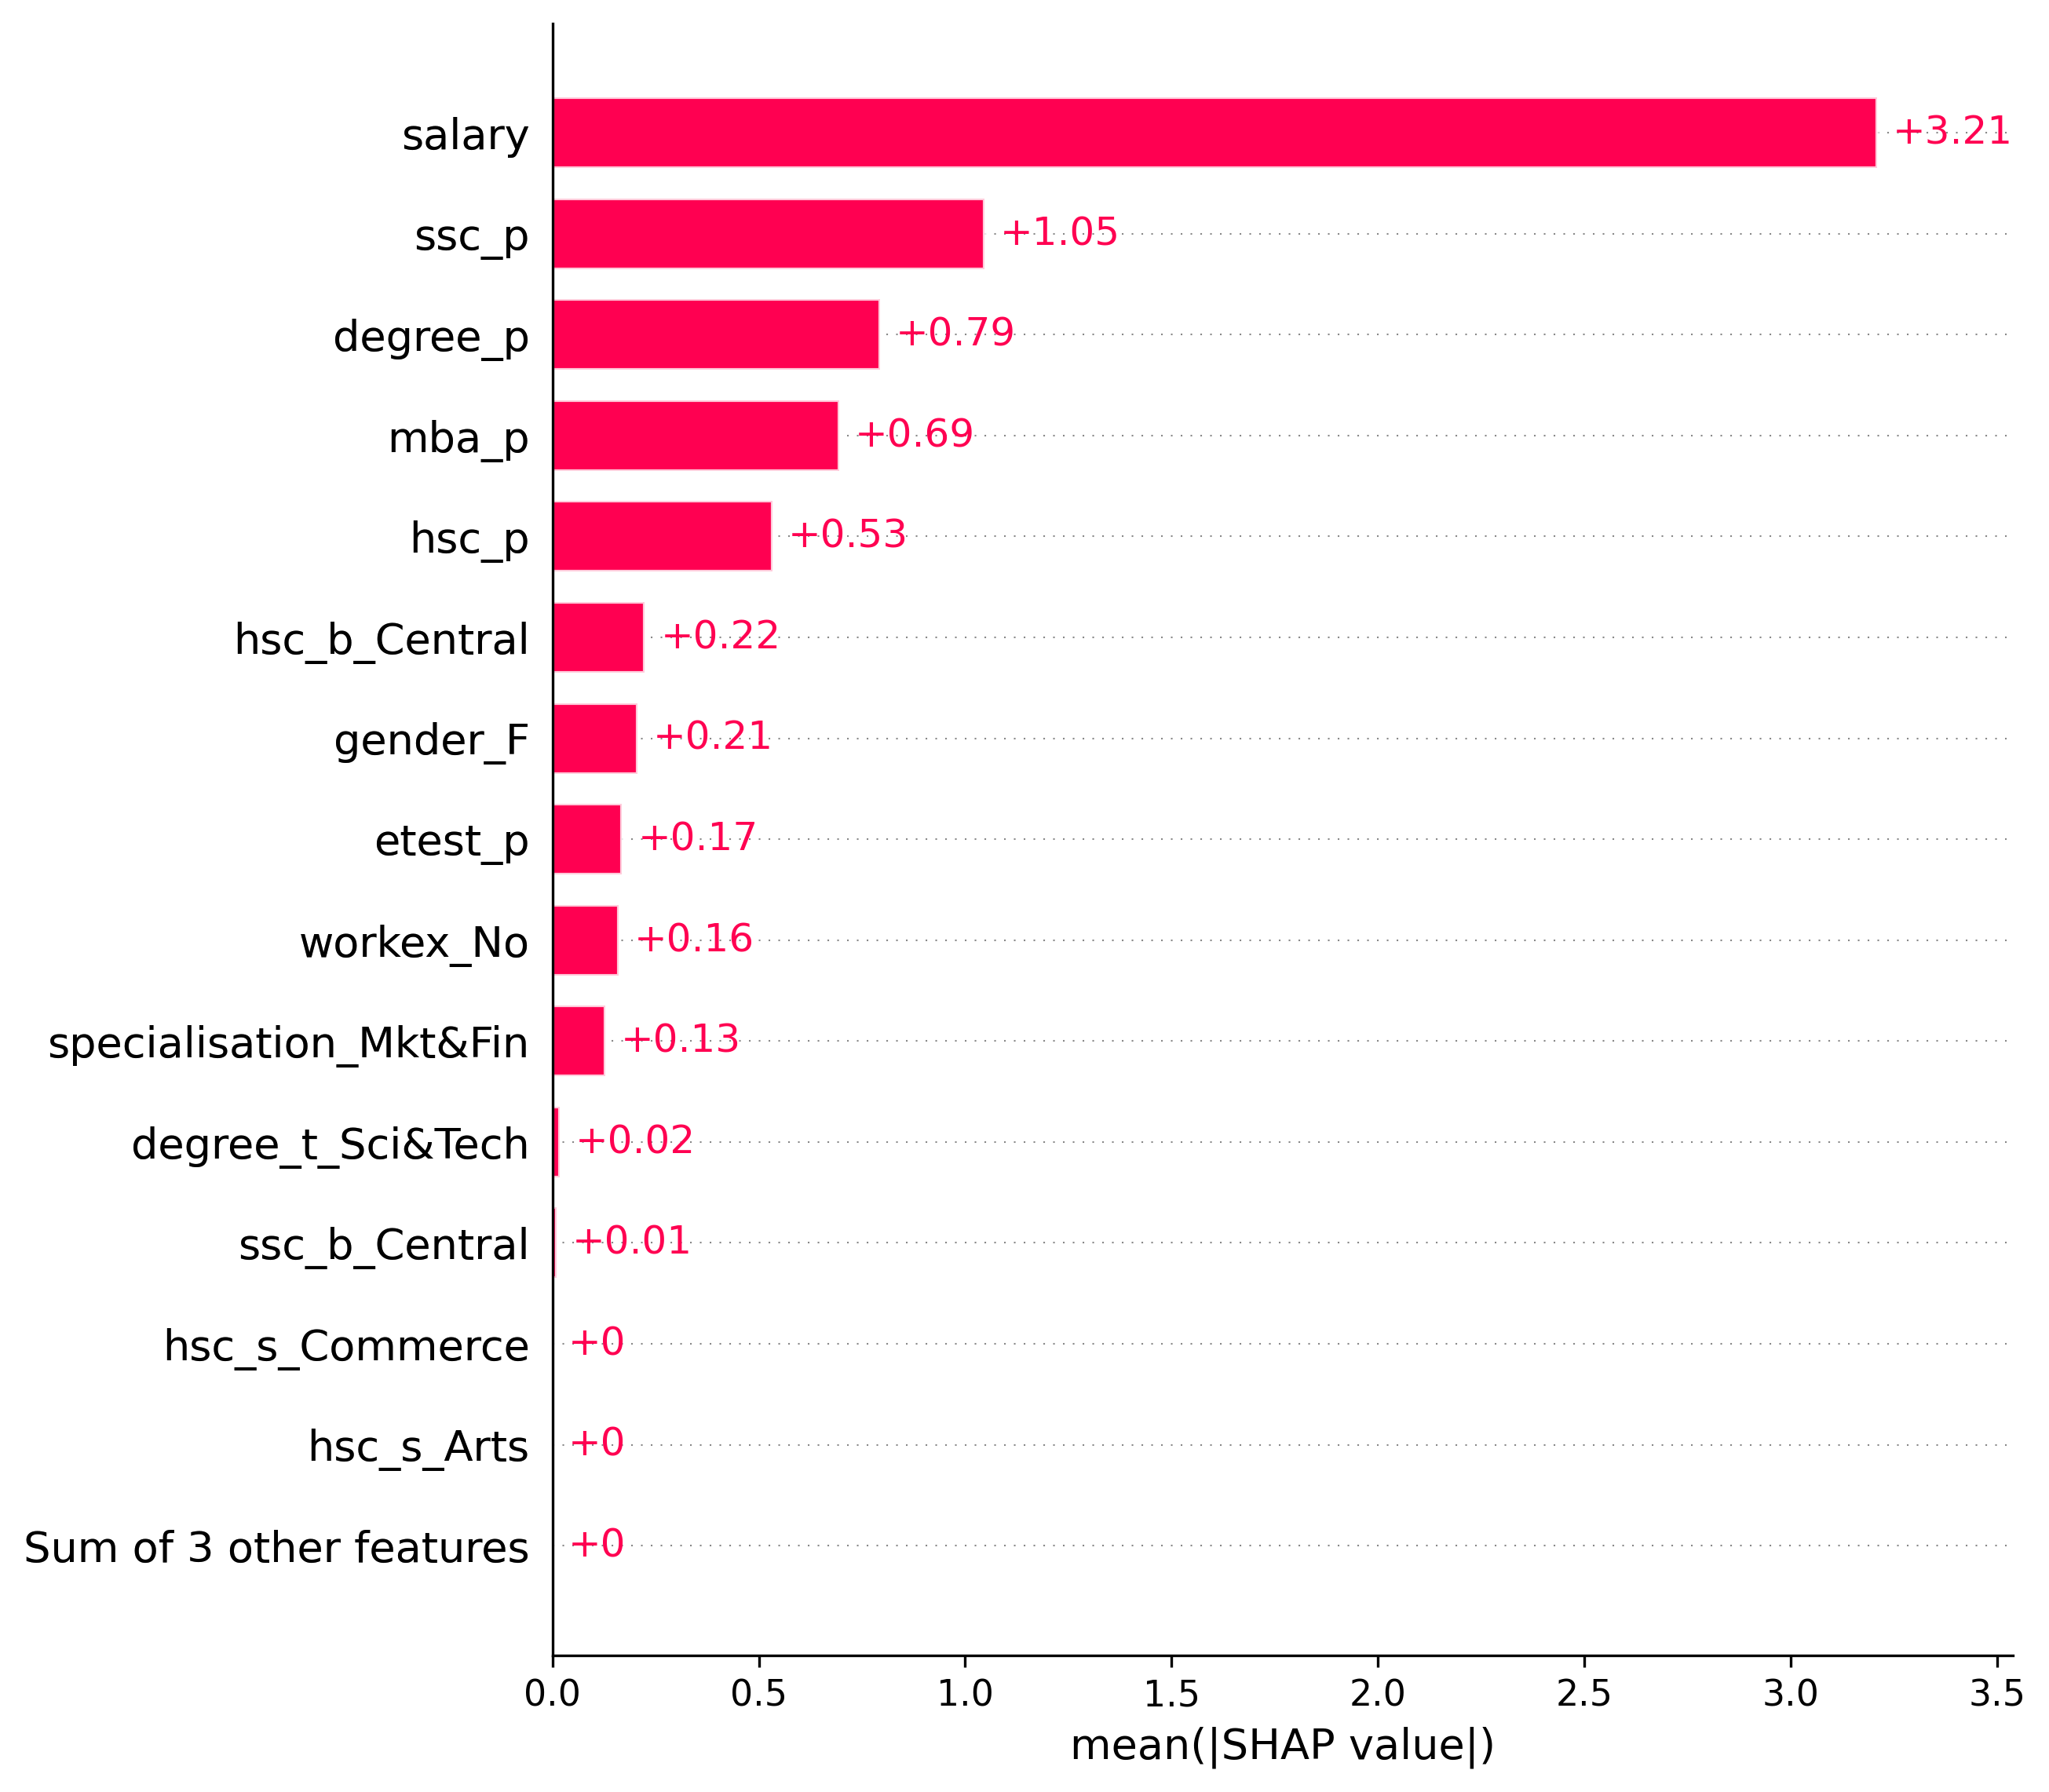 salary +3.21
ssc_p +1.05
degree_p +0.79
mba_p +0.69
hsc_p +0.53
hsc_b_Central +0.22
gender_F +0.21
etest_p +0.17
workex_No +0.16
specialisation_Mkt&Fin +0.13
degree_t_Sci&Tech +0.02
ssc_b_Central +0.01
hsc_s_Commerce +0
hsc_s_Arts +0
Sum of 3 other features +0
0.0 0.5 1.0 1.5 2.0 2.5 3.0 3.5
mean(|SHAP value|)